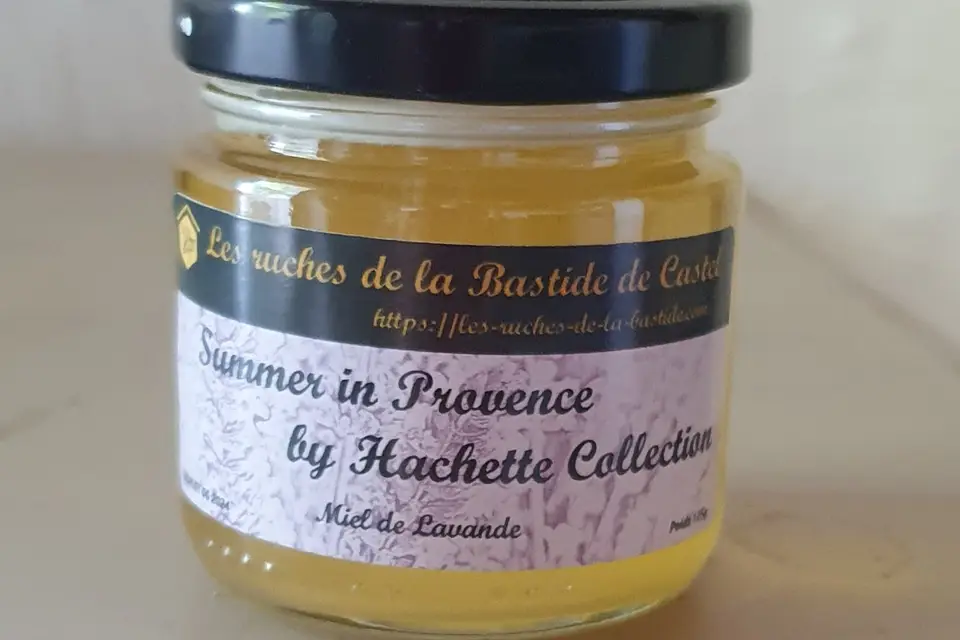 Les ruches de la Bastide de Castel
https://les-ruches-de-la-bastide.com
Summer in Provence
by Hachette Collection
Miel de Lavande
Poids